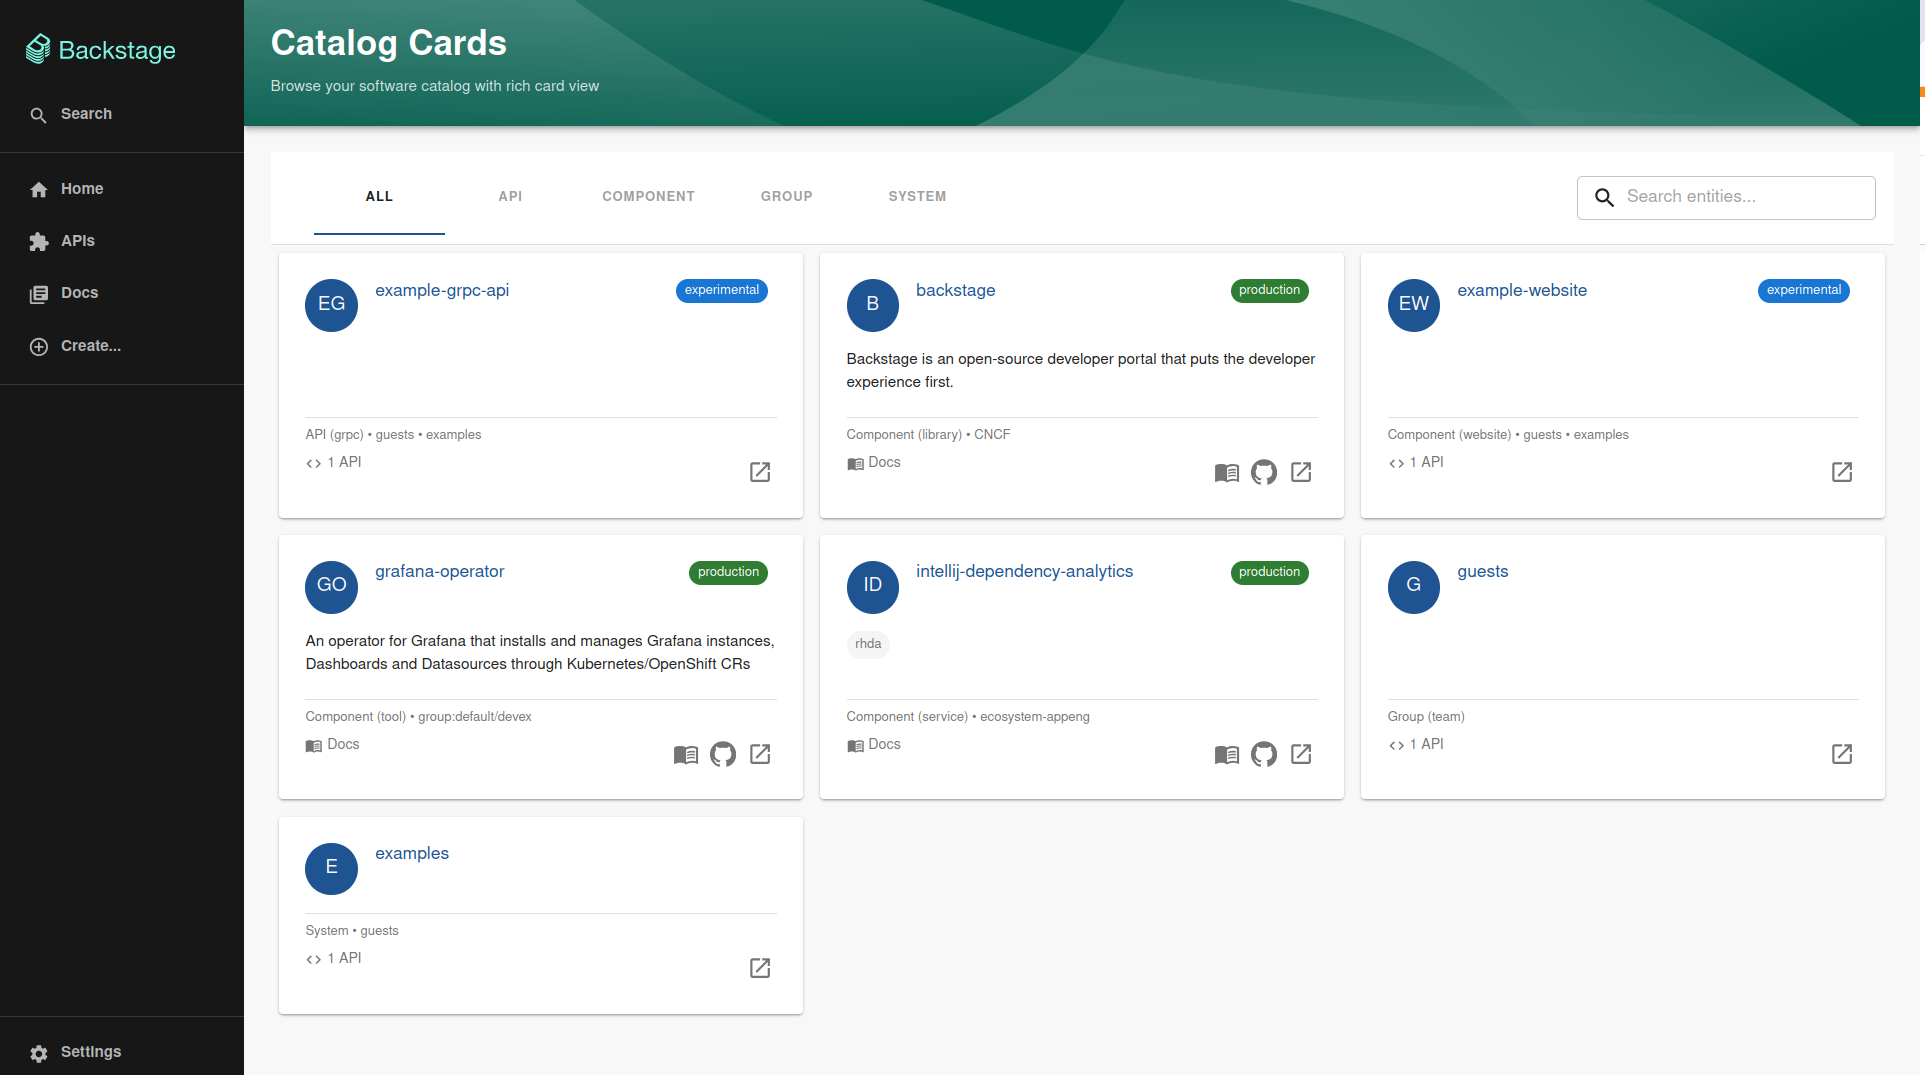 Backstage
Search
Home
APIs
Docs
Create...
Settings
Catalog Cards
Browse your software catalog with rich card view
ALL
API
COMPONENT
GROUP
SYSTEM
Search entities...
EG
example-grpc-api
experimental
API (grpc) • guests • examples
1 API
B
backstage
production
Backstage is an open-source developer portal that puts the developer
experience first.
Component (library) • CNCF
Docs
EW
example-website
experimental
Component (website) • guests • examples
1 API
GO
grafana-operator
production
An operator for Grafana that installs and manages Grafana instances,
Dashboards and Datasources through Kubernetes/OpenShift CRs
Component (tool) • group:default/devex
Docs
ID
intellij-dependency-analytics
production
rhda
Component (service) • ecosystem-appeng
Docs
G
guests
Group (team)
1 API
E
examples
System • guests
1 API